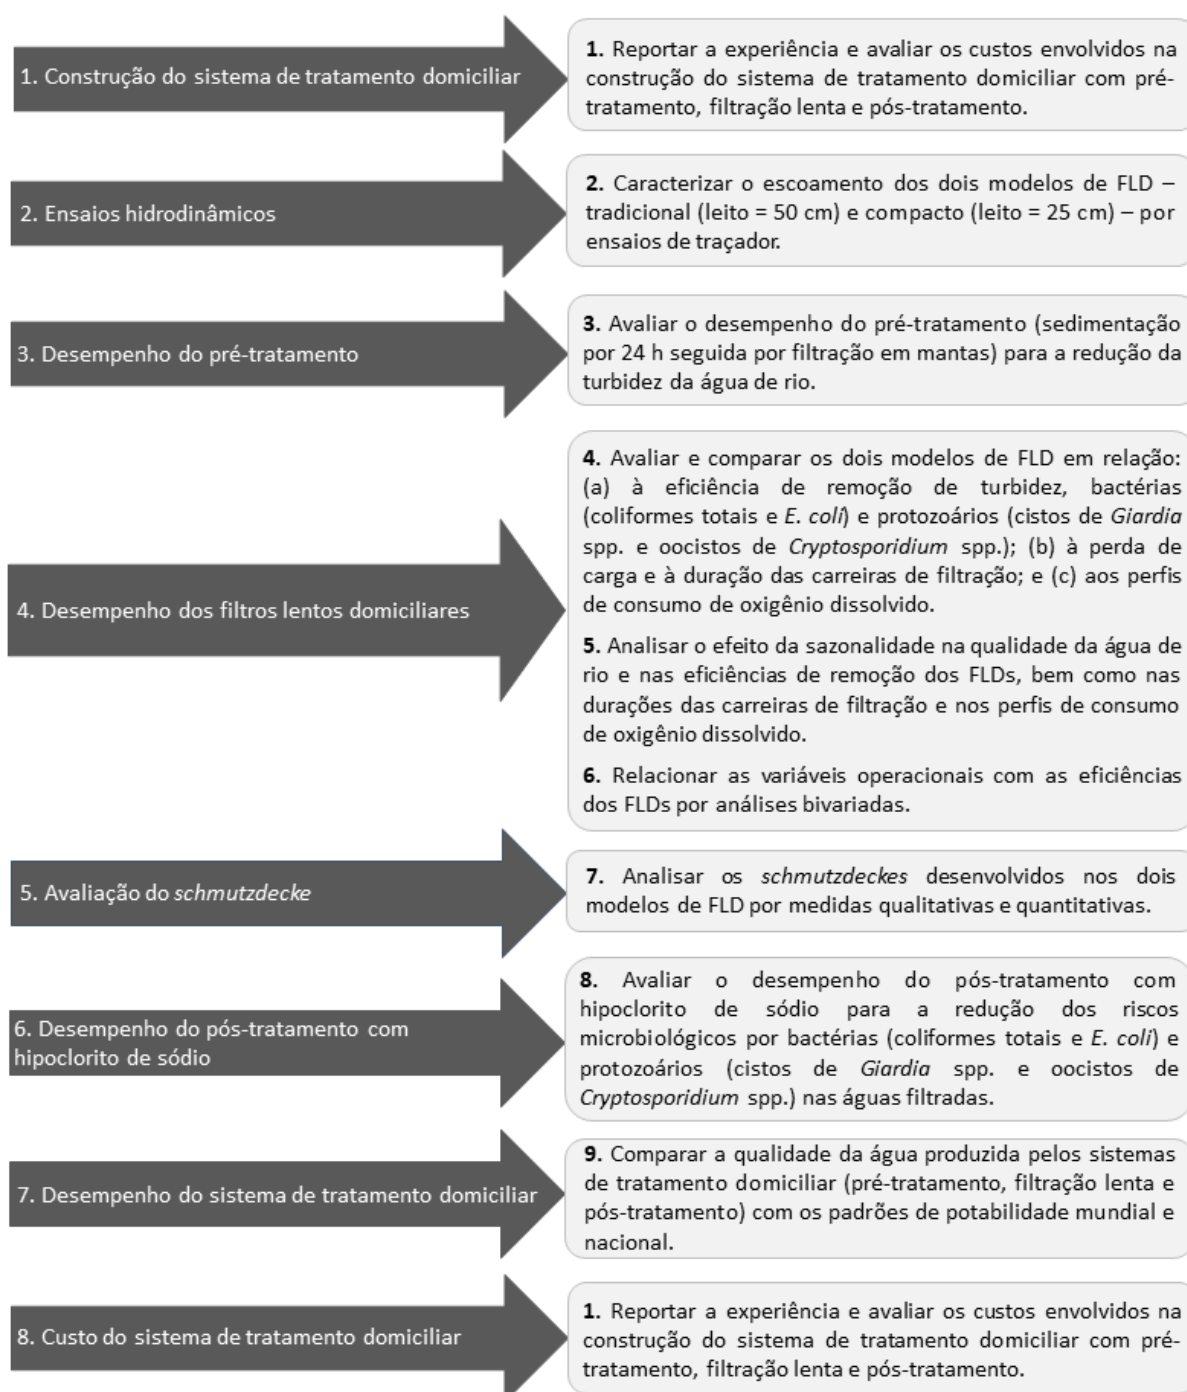 1. Construção do sistema de tratamento domiciliar
1. Reportar a experiência e avaliar os custos envolvidos na
construção do sistema de tratamento domiciliar com pré-
tratamento, filtração lenta e pós-tratamento.
2. Ensaios hidrodinâmicos
2. Caracterizar o escoamento dos dois modelos de FLD –
tradicional (leito = 50 cm) e compacto (leito = 25 cm) – por
ensaios de traçador.
3. Desempenho do pré-tratamento
3. Avaliar o desempenho do pré-tratamento (sedimentação
por 24 h seguida por filtração em mantas) para a redução da
turbidez da água de rio.
4. Desempenho dos filtros lentos domiciliares
4. Avaliar e comparar os dois modelos de FLD em relação:
(a) à eficiência de remoção de turbidez, bactérias
(coliformes totais e E. coli) e protozoários (cistos de Giardia
spp. e oocistos de Cryptosporidium spp.); (b) à perda de
carga e à duração das carreiras de filtração; e (c) aos perfis
de consumo de oxigênio dissolvido.
5. Analisar o efeito da sazonalidade na qualidade da água de
rio e nas eficiências de remoção dos FLDs, bem como nas
durações das carreiras de filtração e nos perfis de consumo
de oxigênio dissolvido.
6. Relacionar as variáveis operacionais com as eficiências
dos FLDs por análises bivariadas.
5. Avaliação do schmutzdecke
7. Analisar os schmutzdeckes desenvolvidos nos dois
modelos de FLD por medidas qualitativas e quantitativas.
6. Desempenho do pós-tratamento com
hipoclorito de sódio
8. Avaliar o desempenho do pós-tratamento com
hipoclorito de sódio para a redução dos riscos
microbiológicos por bactérias (coliformes totais e E. coli) e
protozoários (cistos de Giardia spp. e oocistos de
Cryptosporidium spp.) nas águas filtradas.
7. Desempenho do sistema de tratamento domiciliar
9. Comparar a qualidade da água produzida pelos sistemas
de tratamento domiciliar (pré-tratamento, filtração lenta e
pós-tratamento) com os padrões de potabilidade mundial e
nacional.
8. Custo do sistema de tratamento domiciliar
1. Reportar a experiência e avaliar os custos envolvidos na
construção do sistema de tratamento domiciliar com pré-
tratamento, filtração lenta e pós-tratamento.